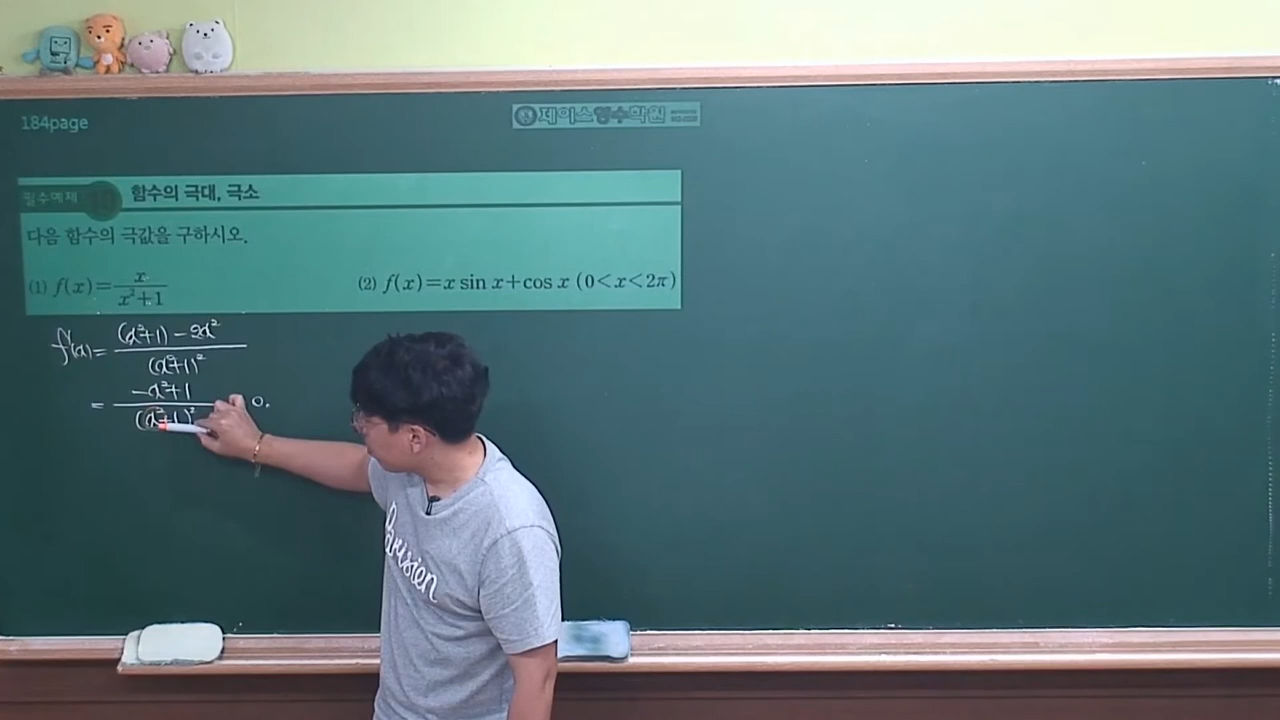 184page
제이스영수학원
필수예제 10 함수의 극대, 극소
다음 함수의 극값을 구하시오.
(1) f(x)=x/(x²+1) (2) f(x)=x sin x+cos x (0<x<2π)
f'(x)= ((x²+1)-2x²)/(x²+1)²
= (-x²+1)/(x²+1)² 0.
Parisien